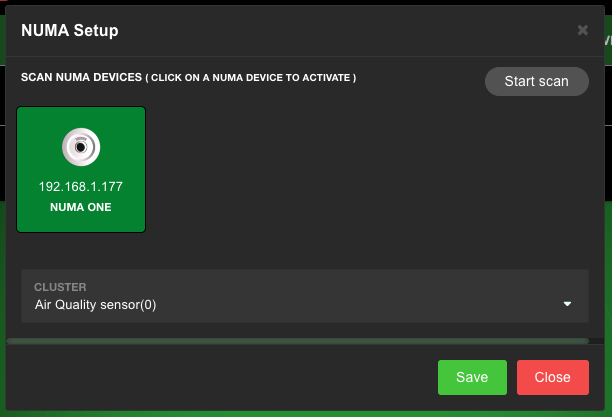 NUMA Setup
SCAN NUMA DEVICES ( CLICK ON A NUMA DEVICE TO ACTIVATE )
Start scan
192.168.1.177
NUMA ONE
CLUSTER
Air Quality sensor(0)
Save
Close